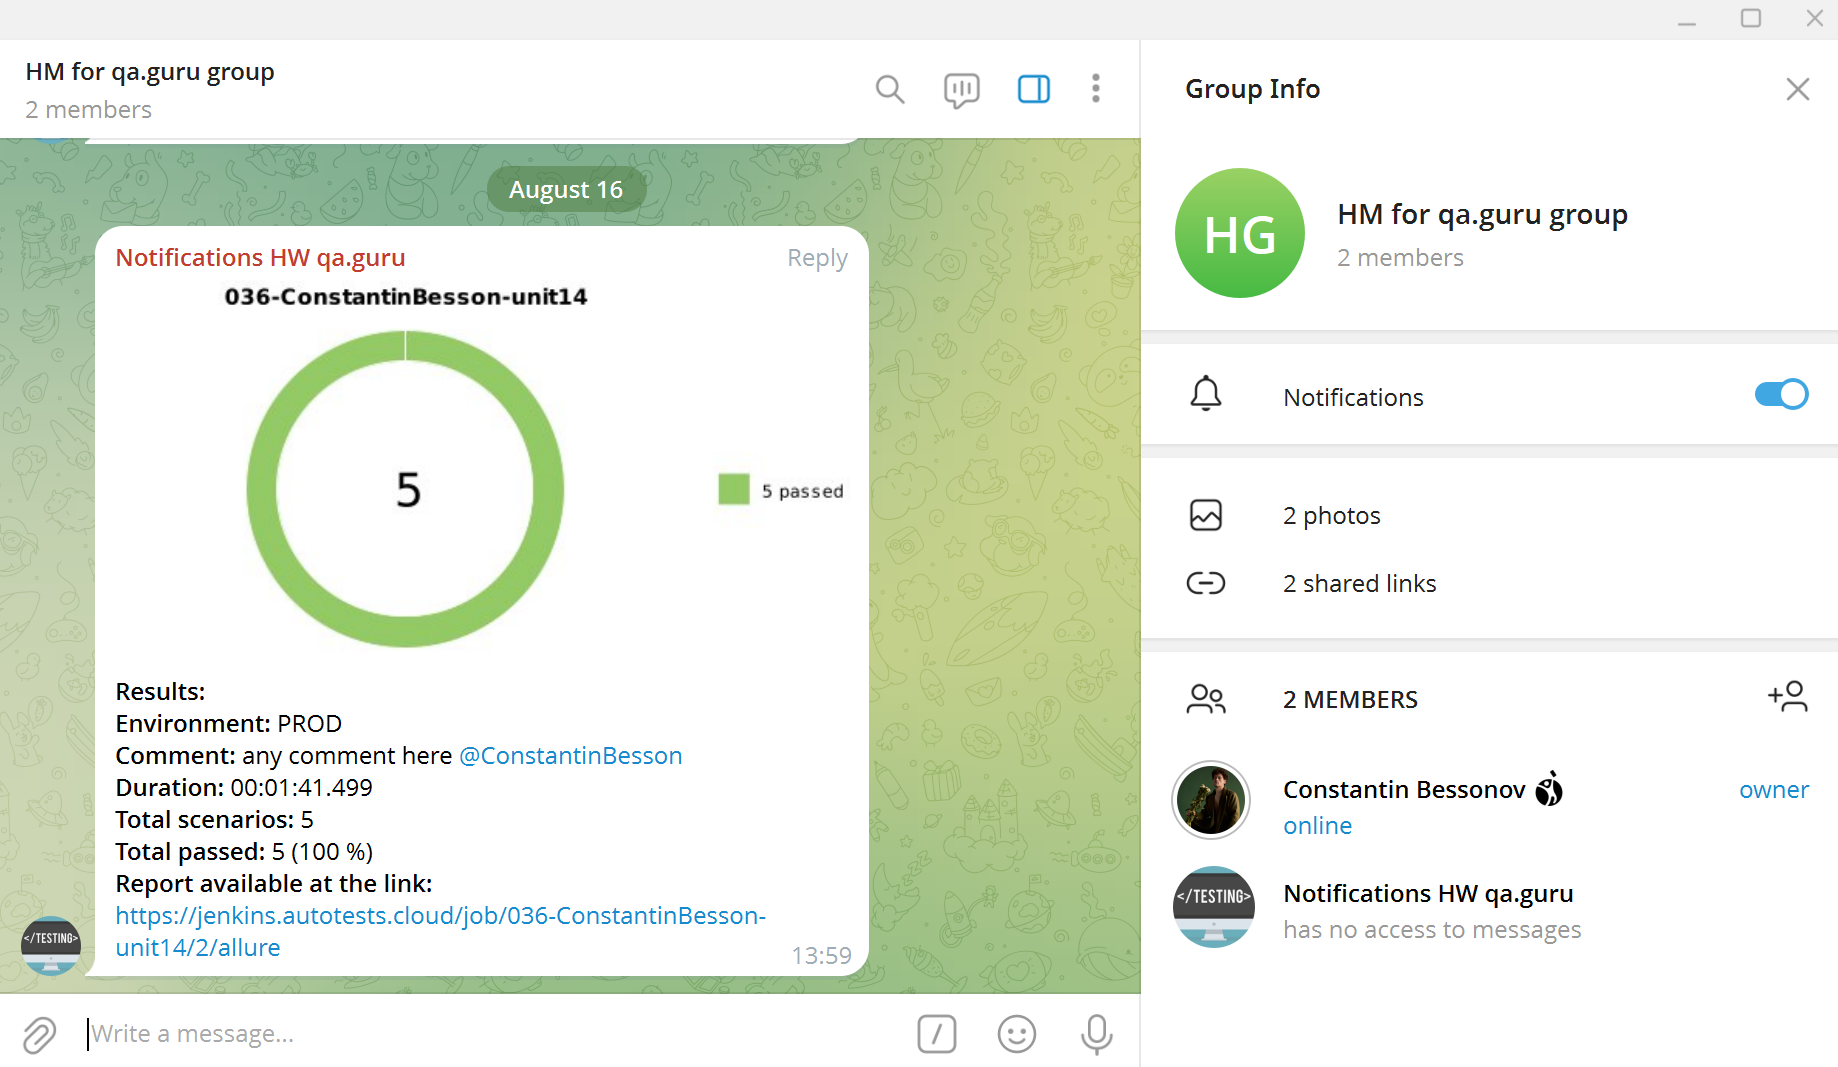 HM for qa.guru group
2 members
August 16
Notifications HW qa.guru
Reply
036-ConstantinBesson-unit14
5
5 passed
Results:
Environment: PROD
Comment: any comment here @ConstantinBesson
Duration: 00:01:41.499
Total scenarios: 5
Total passed: 5 (100 %)
Report available at the link:
https://jenkins.autotests.cloud/job/036-ConstantinBesson-
unit14/2/allure
13:59
</TESTING>
Write a message...
Group Info
HG
HM for qa.guru group
2 members
Notifications
2 photos
2 shared links
2 MEMBERS
Constantin Bessonov
owner
online
</TESTING>
Notifications HW qa.guru
has no access to messages